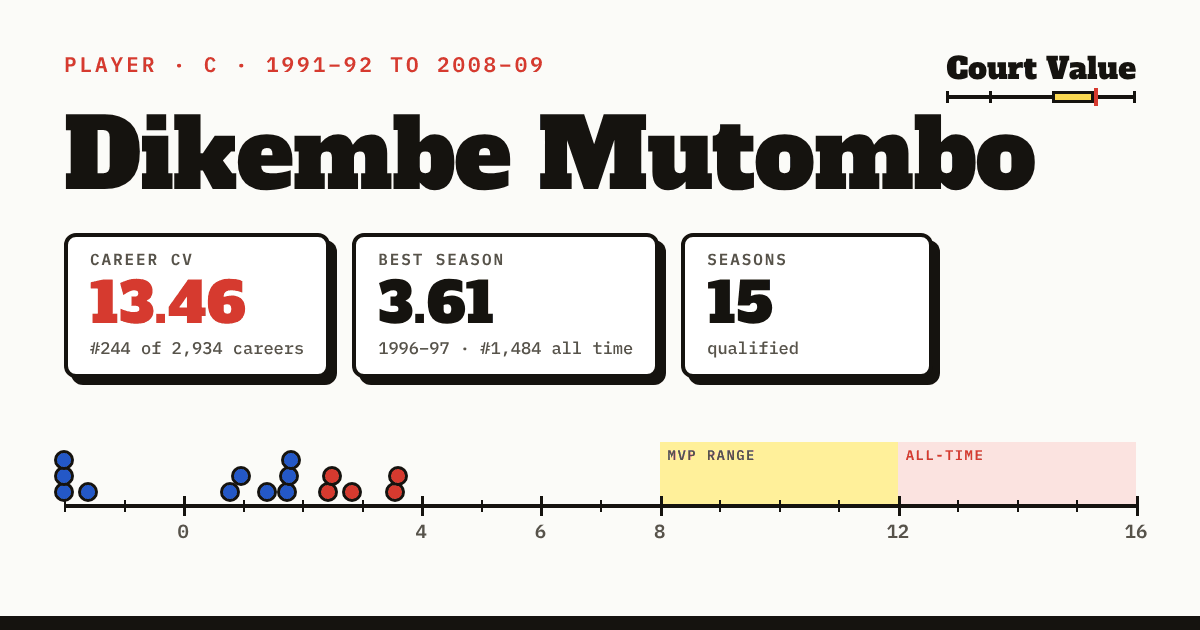 PLAYER · C · 1991–92 TO 2008–09
Court Value
Dikembe Mutombo
CAREER CV
13.46
#244 of 2,934 careers
BEST SEASON
3.61
1996–97 · #1,484 all time
SEASONS
15
qualified
MVP RANGE
ALL-TIME
0 4 6 8 12 16